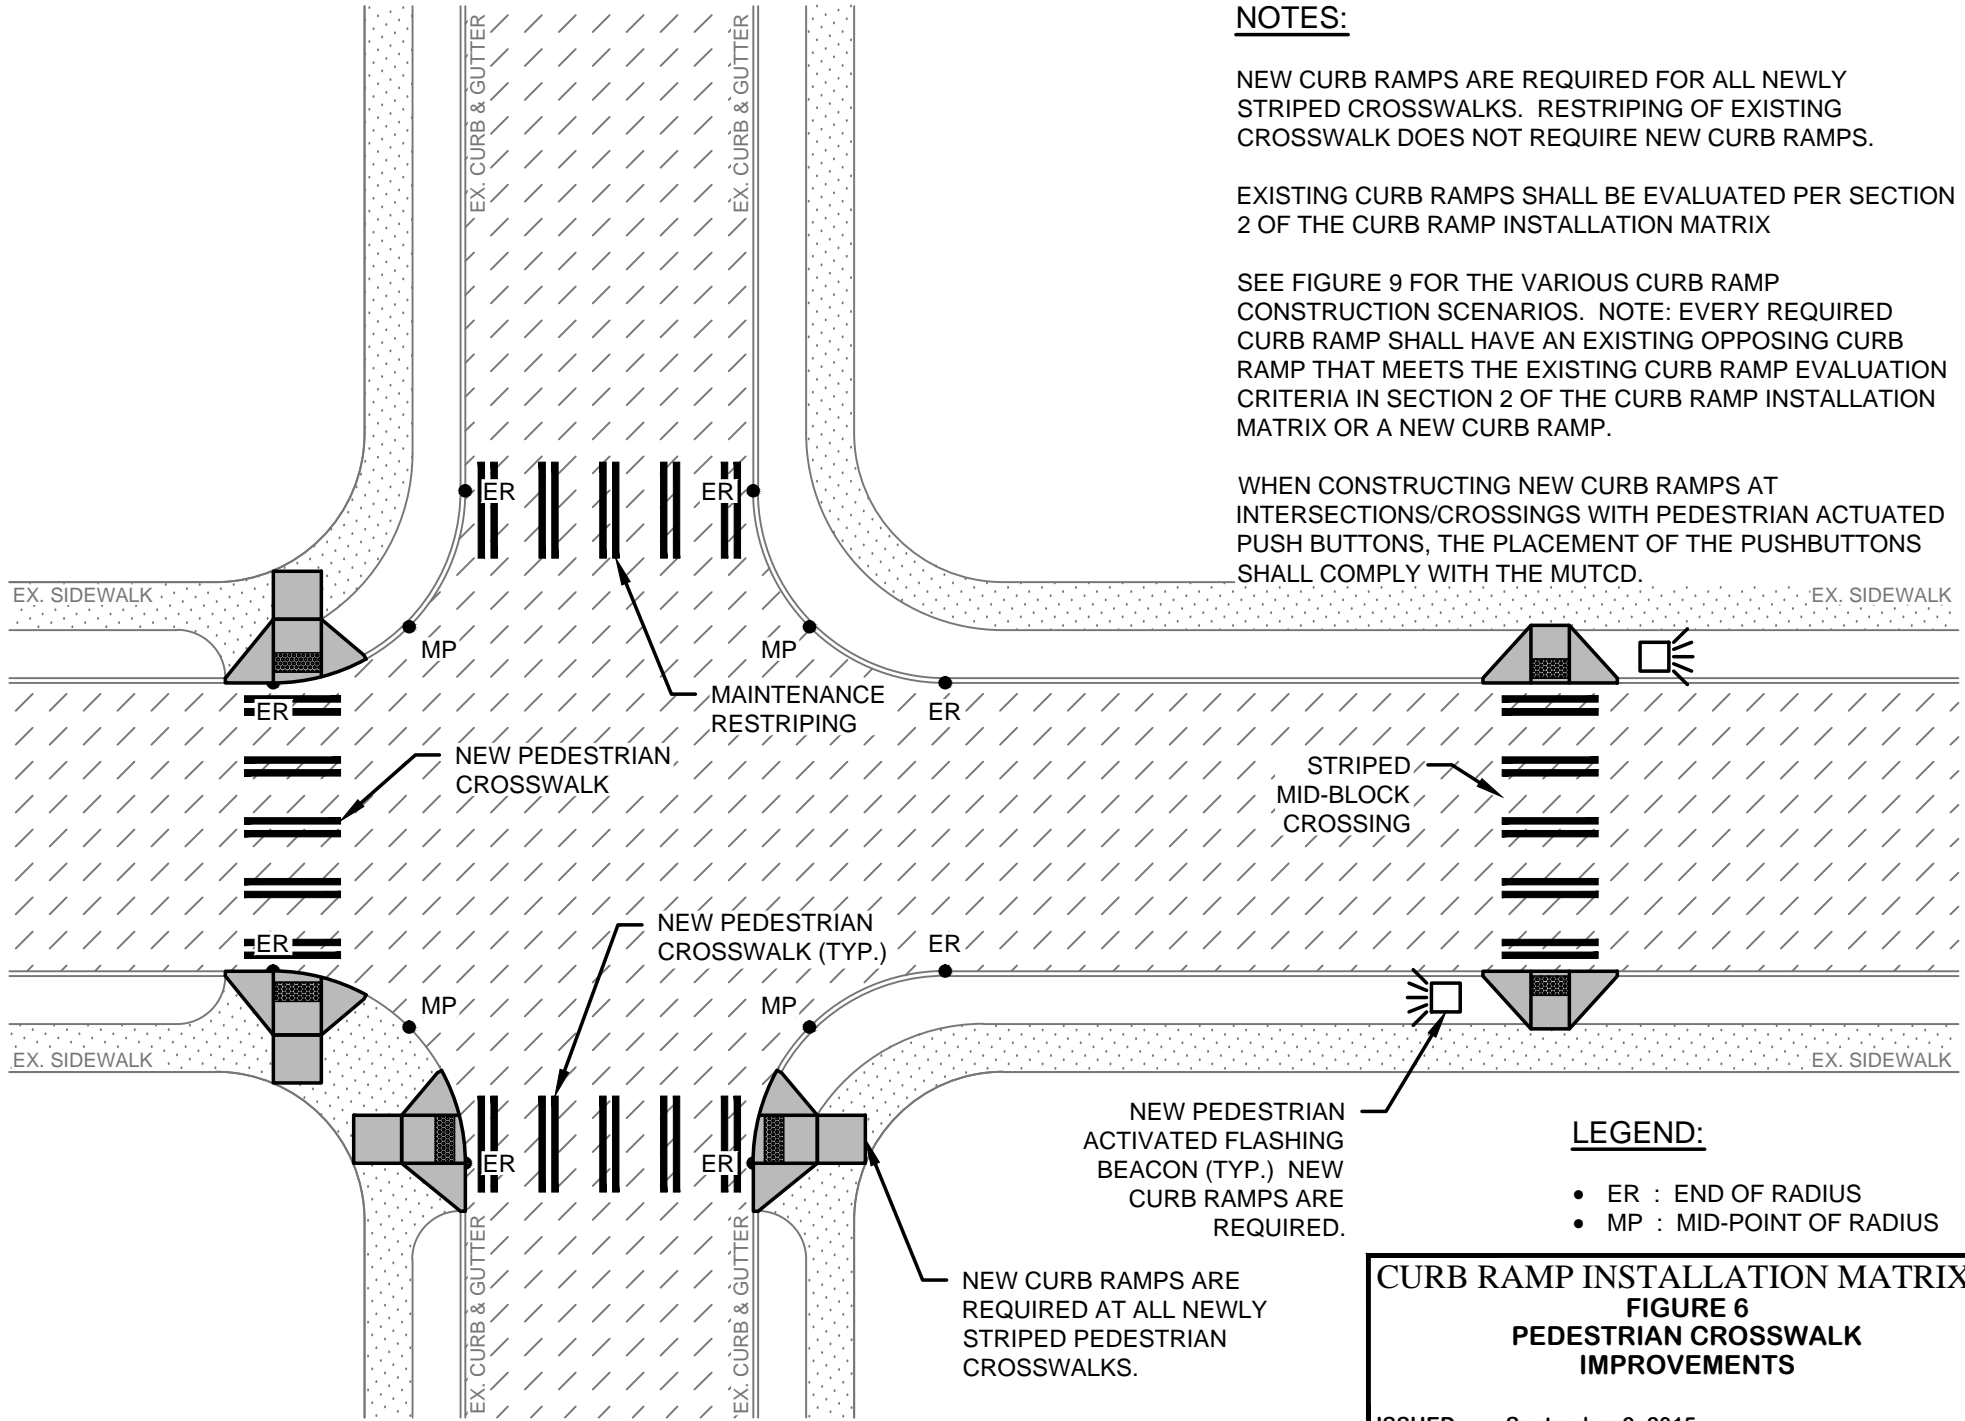 NOTES:
NEW CURB RAMPS ARE REQUIRED FOR ALL NEWLY
STRIPED CROSSWALKS. RESTRIPING OF EXISTING
CROSSWALK DOES NOT REQUIRE NEW CURB RAMPS.
EXISTING CURB RAMPS SHALL BE EVALUATED PER SECTION
2 OF THE CURB RAMP INSTALLATION MATRIX
SEE FIGURE 9 FOR THE VARIOUS CURB RAMP
CONSTRUCTION SCENARIOS. NOTE: EVERY REQUIRED
CURB RAMP SHALL HAVE AN EXISTING OPPOSING CURB
RAMP THAT MEETS THE EXISTING CURB RAMP EVALUATION
CRITERIA IN SECTION 2 OF THE CURB RAMP INSTALLATION
MATRIX OR A NEW CURB RAMP.
WHEN CONSTRUCTING NEW CURB RAMPS AT
INTERSECTIONS/CROSSINGS WITH PEDESTRIAN ACTUATED
PUSH BUTTONS, THE PLACEMENT OF THE PUSHBUTTONS
SHALL COMPLY WITH THE MUTCD.
EX. CURB & GUTTER
EX. CURB & GUTTER
ER
ER
EX. SIDEWALK
EX. SIDEWALK
MP
MP
MAINTENANCE
RESTRIPING
ER
ER
NEW PEDESTRIAN
CROSSWALK
STRIPED
MID-BLOCK
CROSSING
NEW PEDESTRIAN
CROSSWALK (TYP.)
ER
ER
MP
MP
EX. SIDEWALK
EX. SIDEWALK
ER
ER
NEW PEDESTRIAN
ACTIVATED FLASHING
BEACON (TYP.) NEW
CURB RAMPS ARE
REQUIRED.
LEGEND:
• ER : END OF RADIUS
• MP : MID-POINT OF RADIUS
EX. CURB & GUTTER
EX. CURB & GUTTER
NEW CURB RAMPS ARE
REQUIRED AT ALL NEWLY
STRIPED PEDESTRIAN
CROSSWALKS.
CURB RAMP INSTALLATION MATRIX
FIGURE 6
PEDESTRIAN CROSSWALK
IMPROVEMENTS